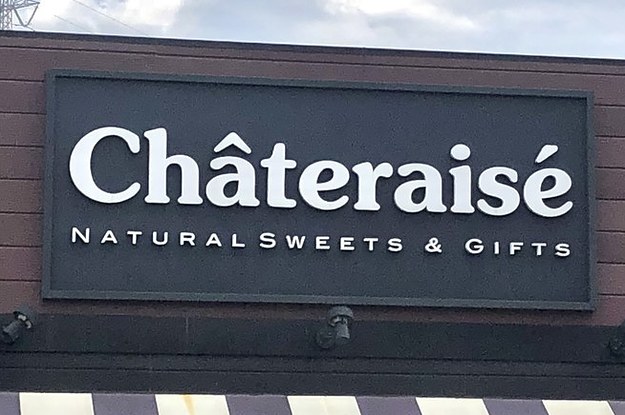 Châteraisé
NATURAL SWEETS & GIFTS